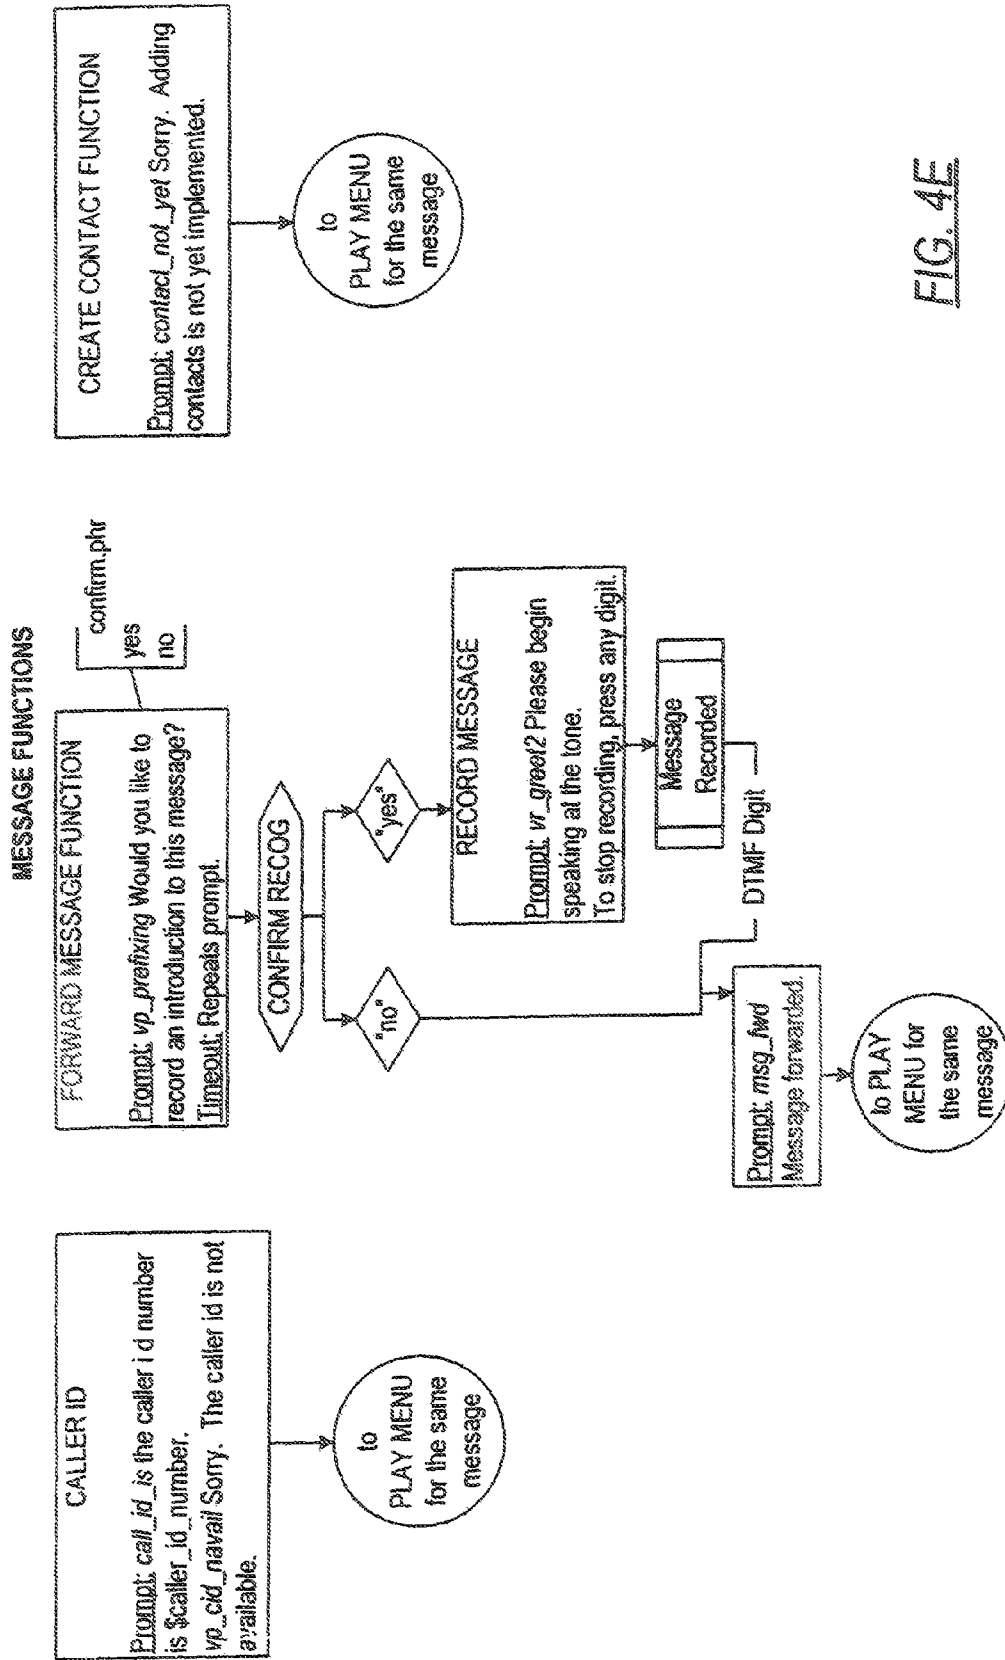 MESSAGE FUNCTIONS
CALLER ID
Prompt: call_id_is the caller i d number
is $caller_id_number.
vp_cid_navail Sorry. The caller id is not
available.
to
PLAY MENU
for the same
message
FORWARD MESSAGE FUNCTION
Prompt: vp_prefixing Would you like to
record an introduction to this message?
Timeout: Repeats prompt.
confirm.phr
yes
no
CONFIRM RECOG
"no"
"yes"
RECORD MESSAGE
Prompt: vr_greet2 Please begin
speaking at the tone.
To stop recording, press any digit.
Message
Recorded
DTMF Digit
Prompt: msg_fwd
Message forwarded.
to PLAY
MENU for
the same
message
CREATE CONTACT FUNCTION
Prompt: contact_not_yet Sorry. Adding
contacts is not yet implemented.
to
PLAY MENU
for the same
message
FIG. 4E